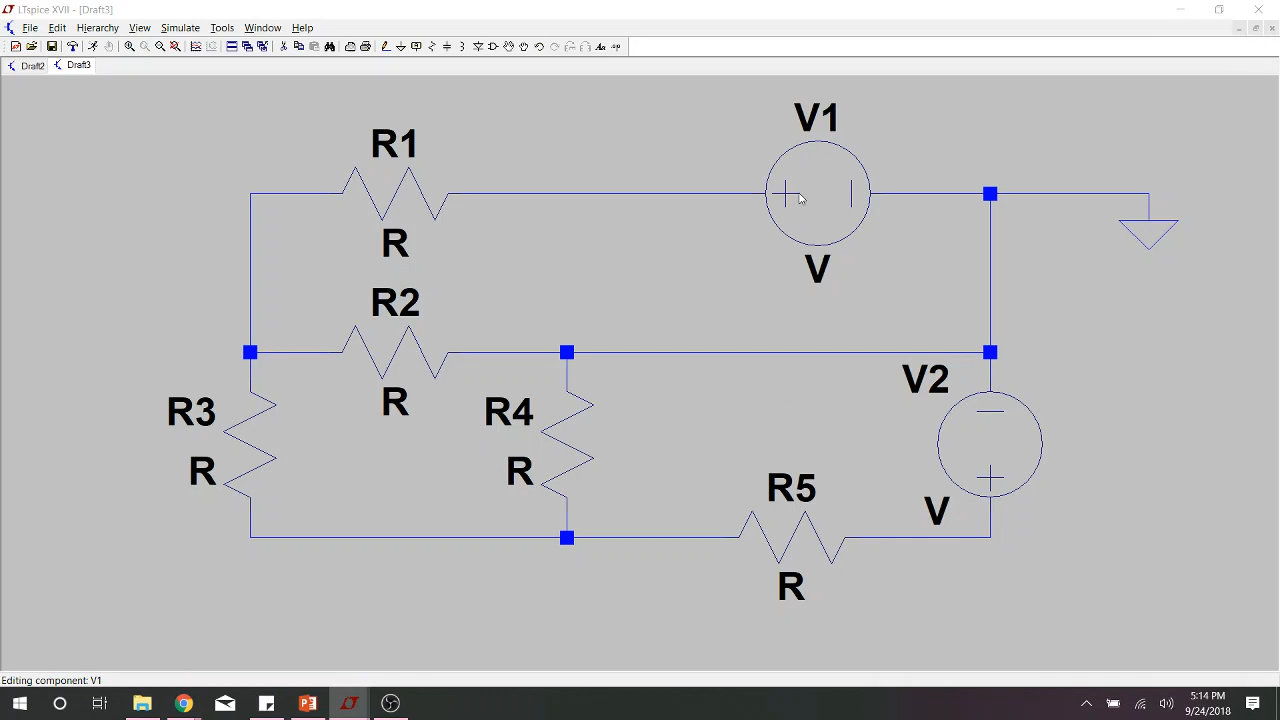 LTspice XVII - [Draft3]
File Edit Hierarchy View Simulate Tools Window Help
Draft2 Draft3
V1
R1
R
V
R2
R
V2
R3
R4
R
R
R5
V
R
Editing component: V1
5:14 PM
9/24/2018